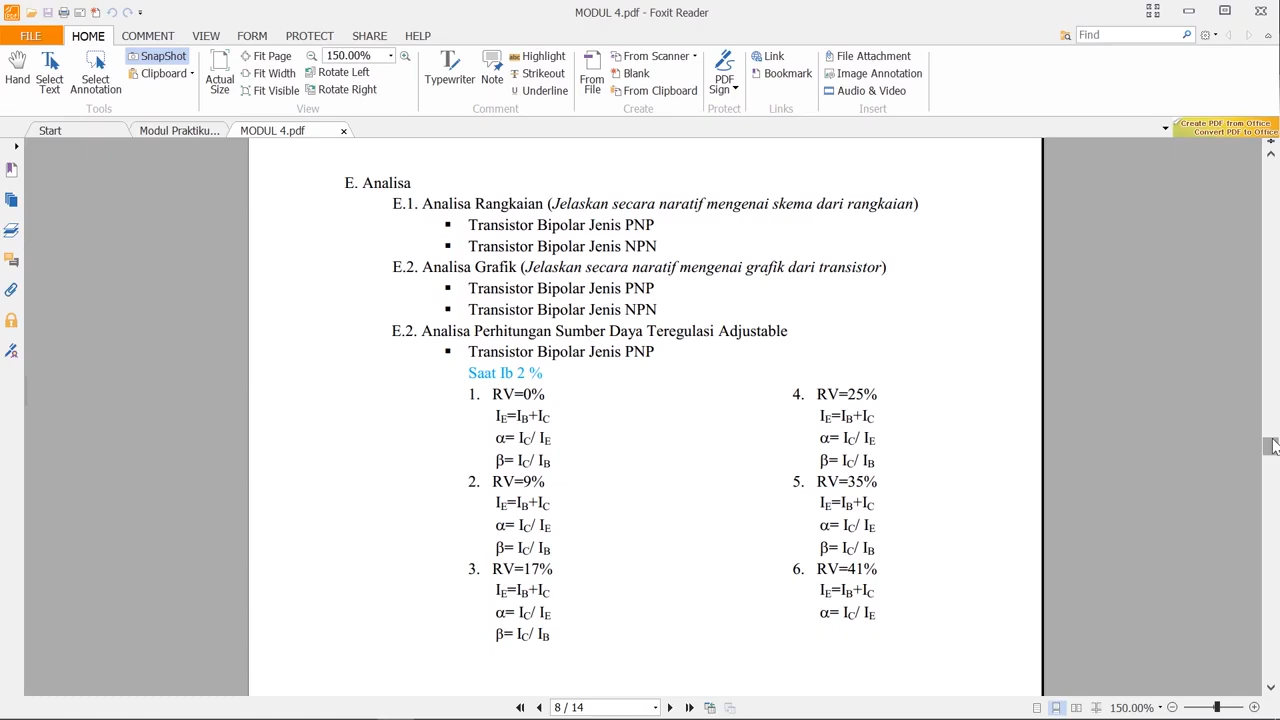 MODUL 4.pdf - Foxit Reader
FILE HOME COMMENT VIEW FORM PROTECT SHARE HELP Find
Hand
Select Text
Select Annotation
SnapShot
Clipboard
Tools
Actual Size
Fit Page
Fit Width
Fit Visible
150.00%
Rotate Left
Rotate Right
View
Typewriter
Note
Highlight
Strikeout
Underline
Comment
From File
From Scanner
Blank
From Clipboard
Create
PDF Sign
Protect
Link
Bookmark
Links
File Attachment
Image Annotation
Audio & Video
Insert
Start Modul Praktiku... MODUL 4.pdf
Create PDF from Office
Convert PDF to Office
E. Analisa
E.1. Analisa Rangkaian (Jelaskan secara naratif mengenai skema dari rangkaian)
▪ Transistor Bipolar Jenis PNP
▪ Transistor Bipolar Jenis NPN
E.2. Analisa Grafik (Jelaskan secara naratif mengenai grafik dari transistor)
▪ Transistor Bipolar Jenis PNP
▪ Transistor Bipolar Jenis NPN
E.2. Analisa Perhitungan Sumber Daya Teregulasi Adjustable
▪ Transistor Bipolar Jenis PNP
Saat Ib 2 %
1. RV=0%
IE=IB+IC
α= IC/ IE
β= IC/ IB
2. RV=9%
IE=IB+IC
α= IC/ IE
β= IC/ IB
3. RV=17%
IE=IB+IC
α= IC/ IE
β= IC/ IB
4. RV=25%
IE=IB+IC
α= IC/ IE
β= IC/ IB
5. RV=35%
IE=IB+IC
α= IC/ IE
β= IC/ IB
6. RV=41%
IE=IB+IC
α= IC/ IE
8 / 14
150.00%